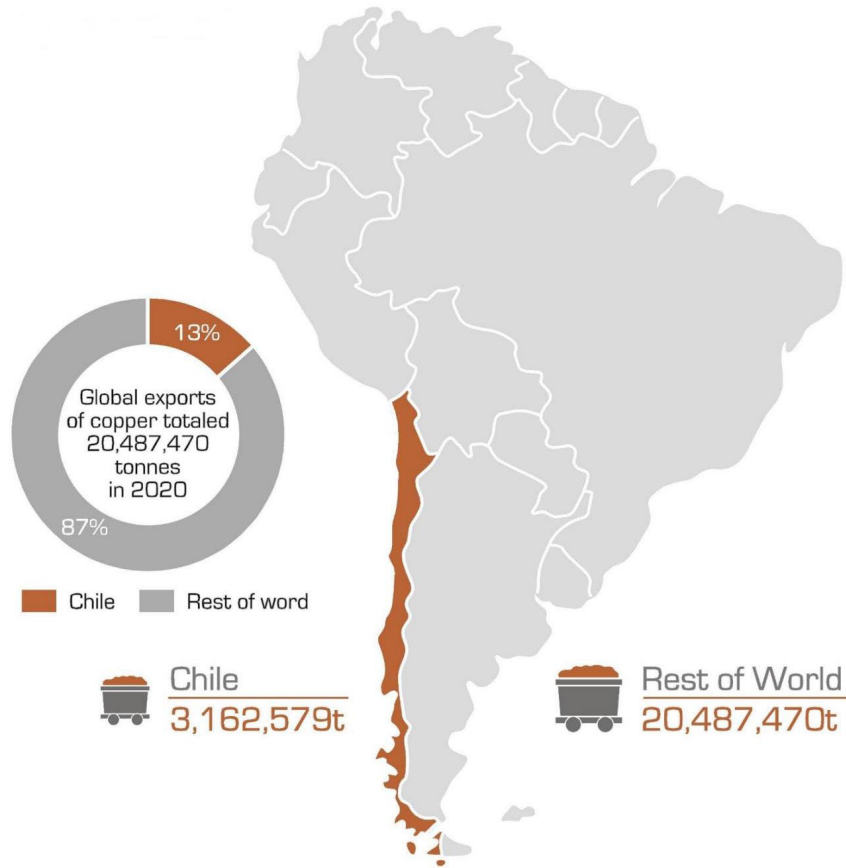 13%
Global exports
of copper totaled
20,487,470
tonnes
in 2020
87%
Chile
Rest of word
Chile
3,162,579t
Rest of World
20,487,470t